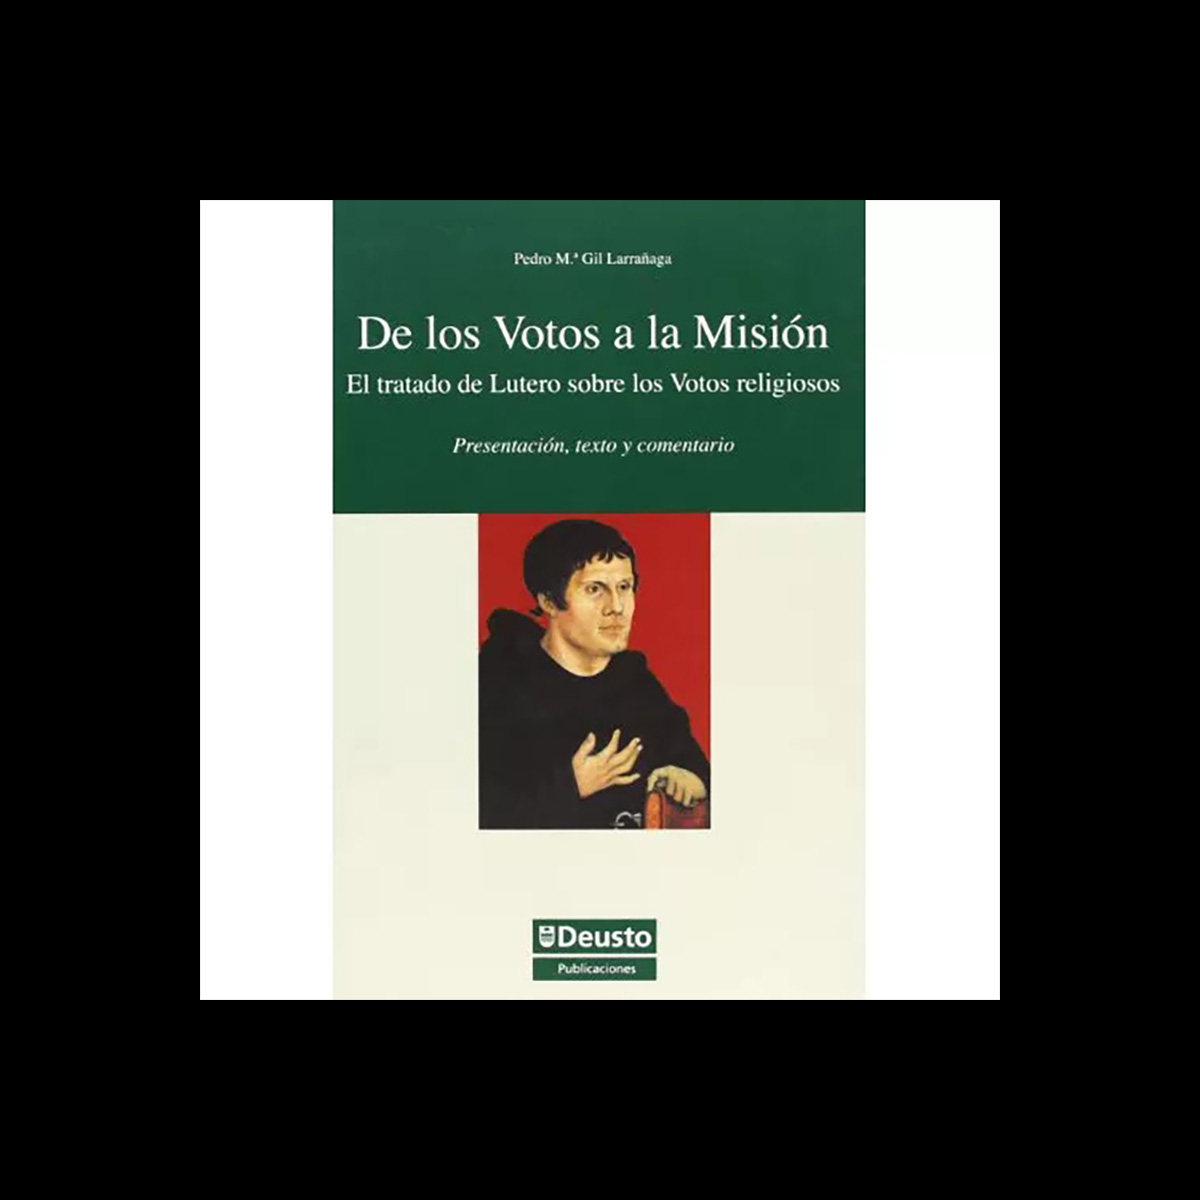 Pedro M.ª Gil Larrañaga
De los Votos a la Misión
El tratado de Lutero sobre los Votos religiosos
Presentación, texto y comentario
Deusto
Publicaciones